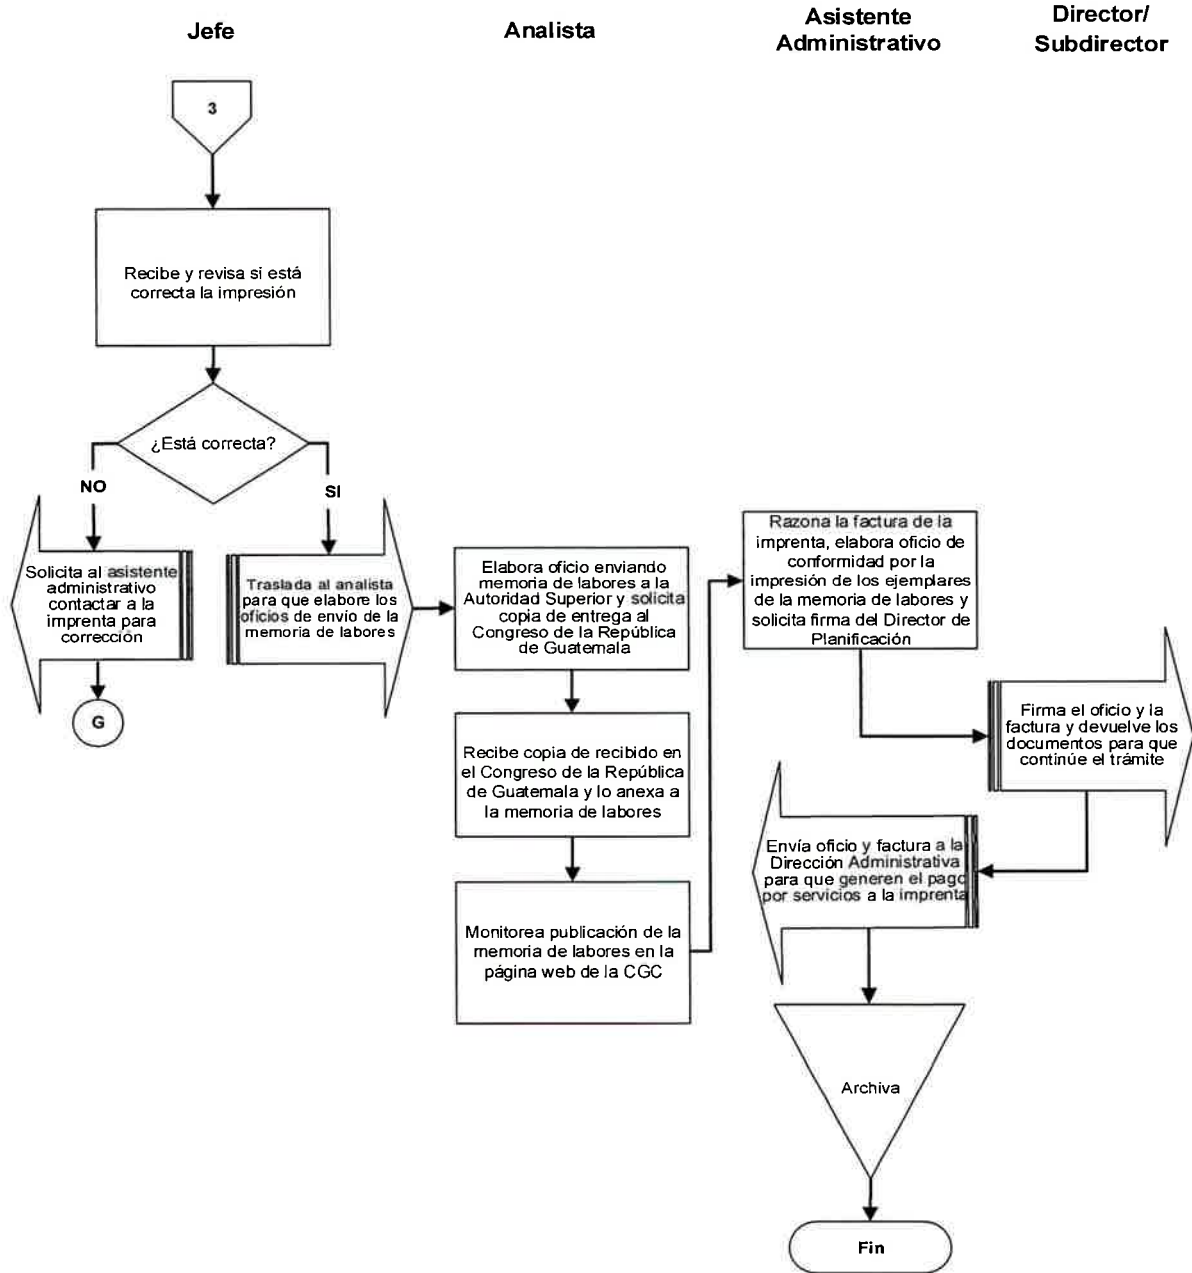 Jefe
Analista
Asistente
Administrativo
Director/
Subdirector
3
Recibe y revisa si está
correcta la impresión
¿Está correcta?
NO
SI
Solicita al asistente
administrativo
contactar a la
imprenta para
corrección
G
Traslada al analista
para que elabore los
oficios de envío de la
memoria de labores
Elabora oficio enviando
memoria de labores a la
Autoridad Superior y solicita
copia de entrega al
Congreso de la República
de Guatemala
Recibe copia de recibido en
el Congreso de la República
de Guatemala y lo anexa a
la memoria de labores
Monitorea publicación de la
memoria de labores en la
página web de la CGC
Razona la factura de la
imprenta, elabora oficio de
conformidad por la
impresión de los ejemplares
de la memoria de labores y
solicita firma del Director de
Planificación
Firma el oficio y la
factura y devuelve los
documentos para que
continúe el trámite
Envía oficio y factura a la
Dirección Administrativa
para que generen el pago
por servicios a la imprenta
Archiva
Fin